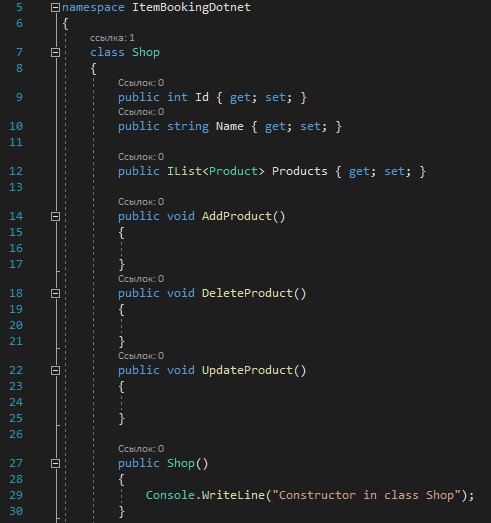 5 namespace ItemBookingDotnet
6 {
ссылка: 1
7 class Shop
8 {
Ссылок: 0
9 public int Id { get; set; }
Ссылок: 0
10 public string Name { get; set; }
11
Ссылок: 0
12 public IList<Product> Products { get; set; }
13
Ссылок: 0
14 public void AddProduct()
15 {
16
17 }
Ссылок: 0
18 public void DeleteProduct()
19 {
20
21 }
Ссылок: 0
22 public void UpdateProduct()
23 {
24
25 }
26
Ссылок: 0
27 public Shop()
28 {
29 Console.WriteLine("Constructor in class Shop");
30 }